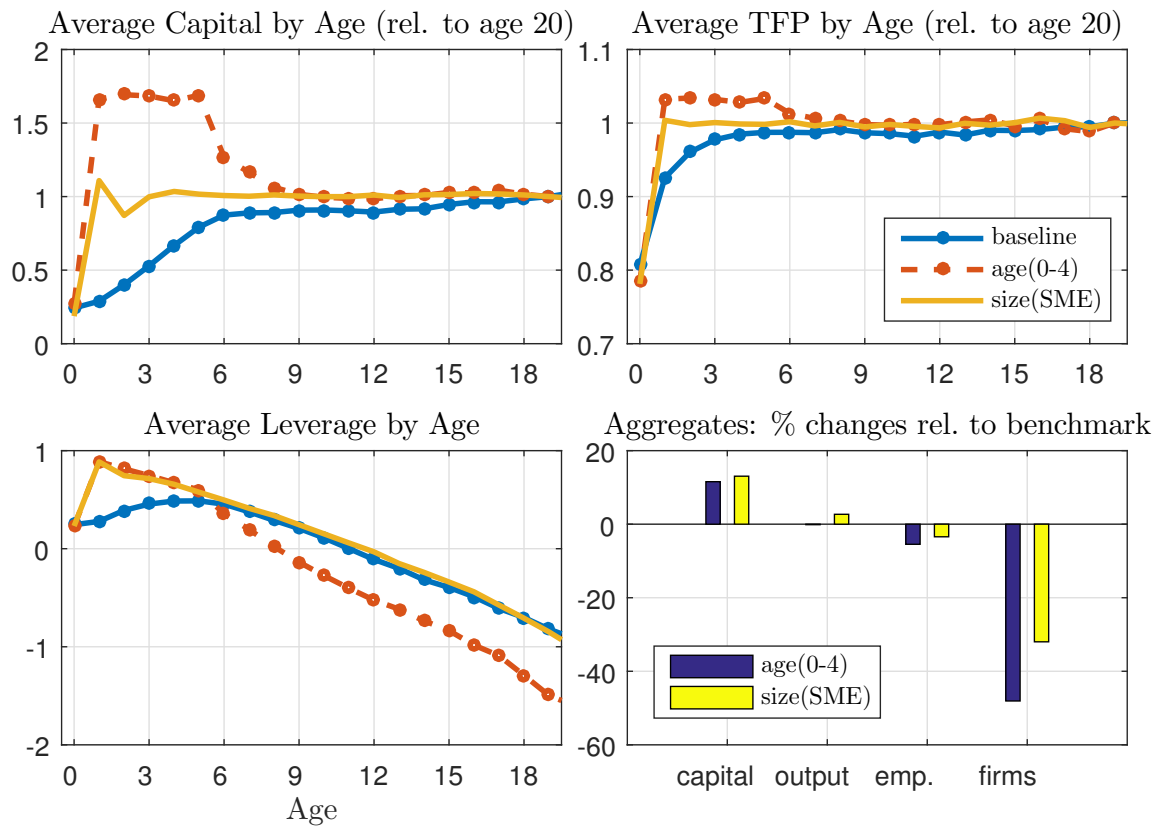 Average Capital by Age (rel. to age 20)
2
1.5
1
0.5
0
0 3 6 9 12 15 18
Average TFP by Age (rel. to age 20)
1.1
1
0.9
0.8
0.7
baseline
age(0-4)
size(SME)
0 3 6 9 12 15 18
Average Leverage by Age
1
0
-1
-2
0 3 6 9 12 15 18
Age
Aggregates: % changes rel. to benchmark
20
0
-20
-40
-60
age(0-4)
size(SME)
capital output emp. firms